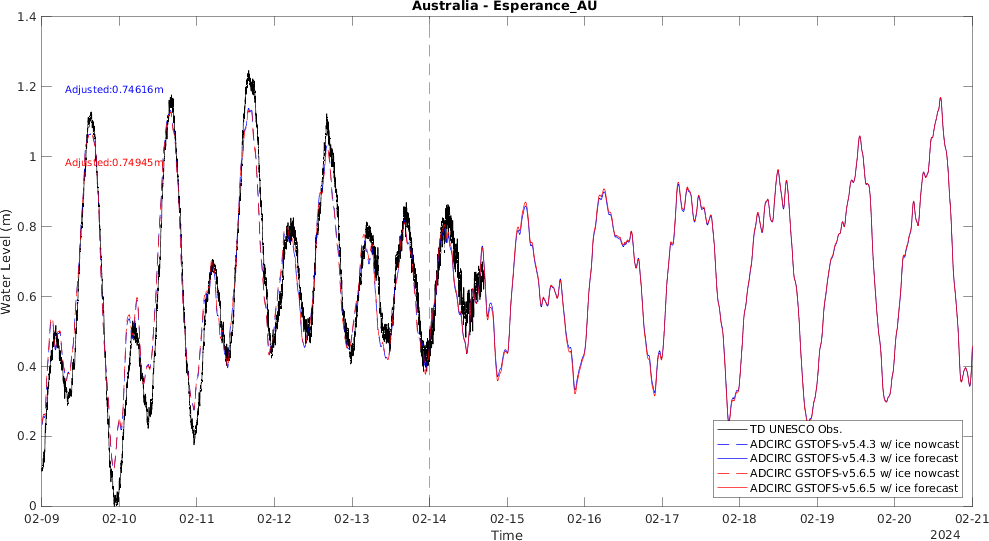 Australia - Esperance_AU
1.4
1.2
1
0.8
0.6
0.4
0.2
0
Water Level (m)
Adjusted:0.74616m
Adjusted:0.74945m
TD UNESCO Obs.
ADCIRC GSTOFS-v5.4.3 w/ ice nowcast
ADCIRC GSTOFS-v5.4.3 w/ ice forecast
ADCIRC GSTOFS-v5.6.5 w/ ice nowcast
ADCIRC GSTOFS-v5.6.5 w/ ice forecast
02-09 02-10 02-11 02-12 02-13 02-14 02-15 02-16 02-17 02-18 02-19 02-20 02-21
Time
2024